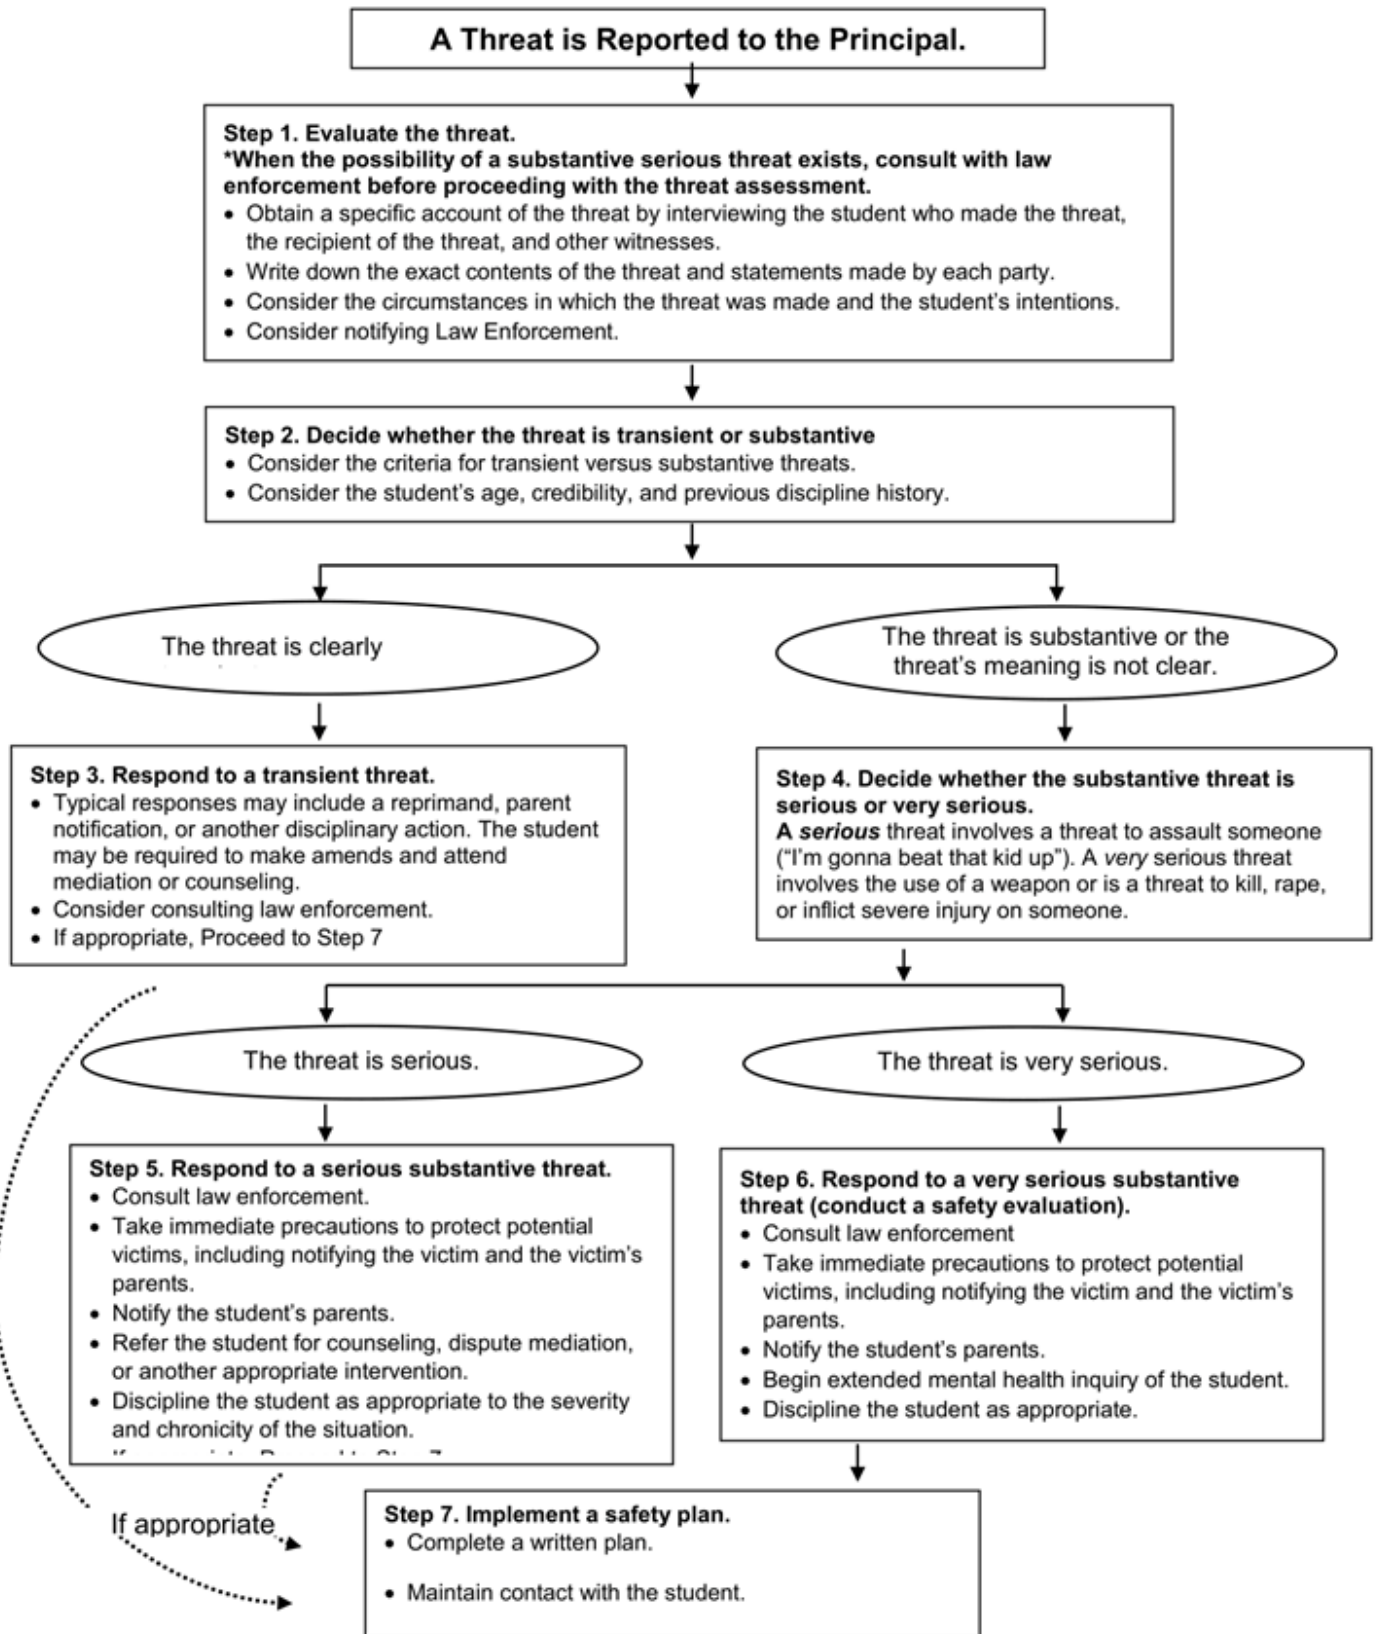 A Threat is Reported to the Principal.
Step 1. Evaluate the threat.
*When the possibility of a substantive serious threat exists, consult with law
enforcement before proceeding with the threat assessment.
• Obtain a specific account of the threat by interviewing the student who made the threat,
the recipient of the threat, and other witnesses.
• Write down the exact contents of the threat and statements made by each party.
• Consider the circumstances in which the threat was made and the student's intentions.
• Consider notifying Law Enforcement.
Step 2. Decide whether the threat is transient or substantive
• Consider the criteria for transient versus substantive threats.
• Consider the student's age, credibility, and previous discipline history.
The threat is clearly
The threat is substantive or the
threat's meaning is not clear.
Step 3. Respond to a transient threat.
• Typical responses may include a reprimand, parent
notification, or another disciplinary action. The student
may be required to make amends and attend
mediation or counseling.
• Consider consulting law enforcement.
• If appropriate, Proceed to Step 7
Step 4. Decide whether the substantive threat is
serious or very serious.
A serious threat involves a threat to assault someone
(“I'm gonna beat that kid up”). A very serious threat
involves the use of a weapon or is a threat to kill, rape,
or inflict severe injury on someone.
The threat is serious.
The threat is very serious.
Step 5. Respond to a serious substantive threat.
• Consult law enforcement.
• Take immediate precautions to protect potential
victims, including notifying the victim and the victim's
parents.
• Notify the student's parents.
• Refer the student for counseling, dispute mediation,
or another appropriate intervention.
• Discipline the student as appropriate to the severity
and chronicity of the situation.
Step 6. Respond to a very serious substantive
threat (conduct a safety evaluation).
• Consult law enforcement
• Take immediate precautions to protect potential
victims, including notifying the victim and the victim's
parents.
• Notify the student's parents.
• Begin extended mental health inquiry of the student.
• Discipline the student as appropriate.
If appropriate
Step 7. Implement a safety plan.
• Complete a written plan.
• Maintain contact with the student.